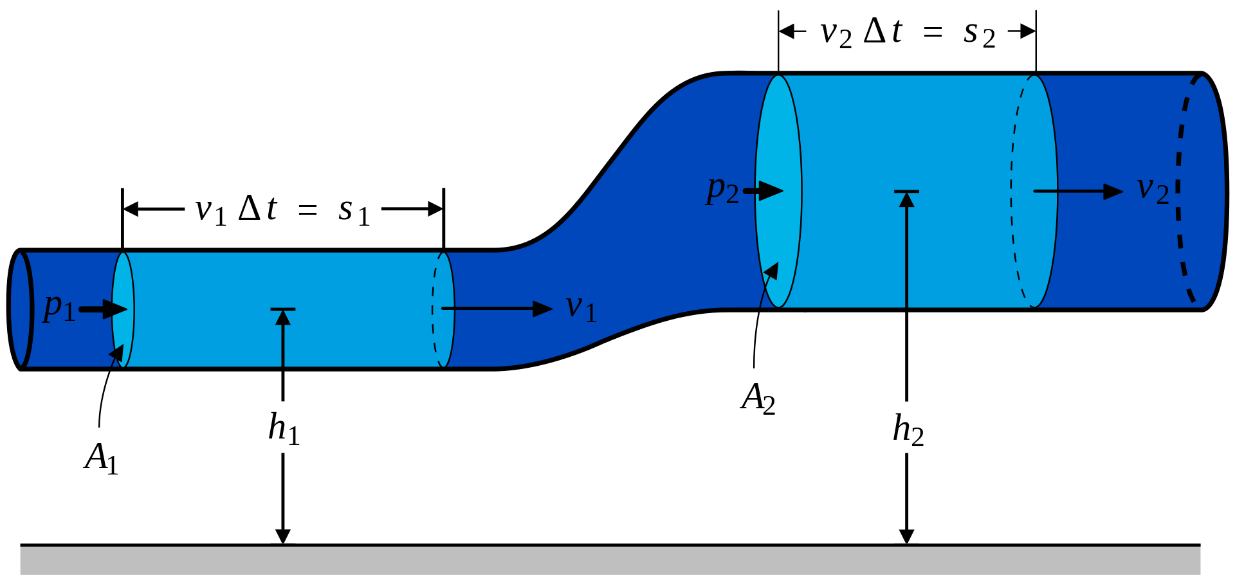 v₂ Δt = s₂
v₁ Δt = s₁
p₂
v₂
p₁
v₁
A₂
h₁
h₂
A₁